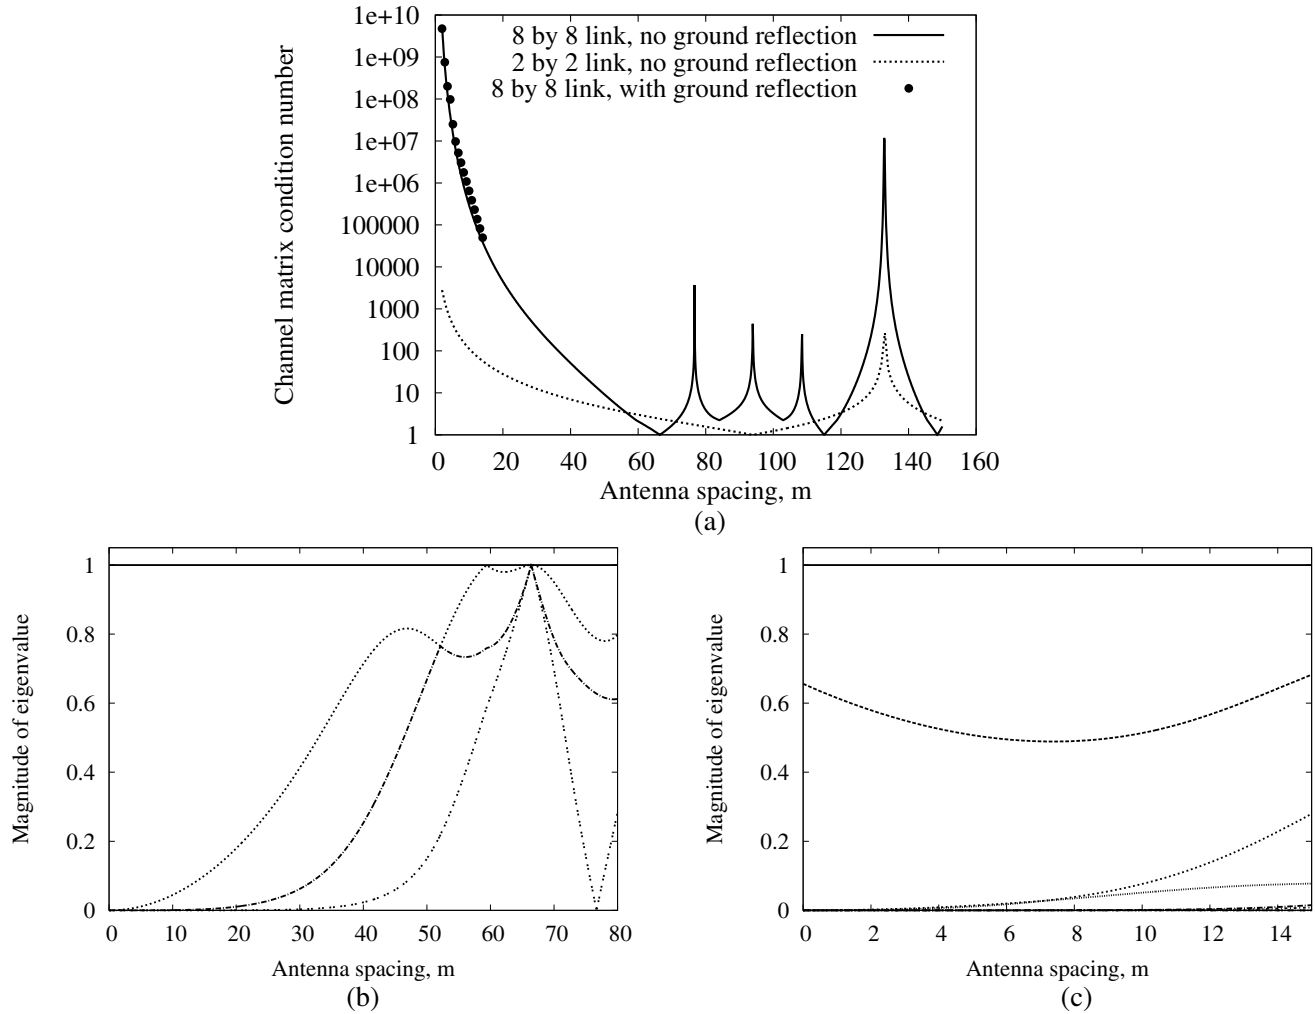 Channel matrix condition number
1e+10
1e+09
1e+08
1e+07
1e+06
100000
10000
1000
100
10
1
8 by 8 link, no ground reflection
2 by 2 link, no ground reflection
8 by 8 link, with ground reflection
0 20 40 60 80 100 120 140 160
Antenna spacing, m
(a)
Magnitude of eigenvalue
1
0.8
0.6
0.4
0.2
0
0 10 20 30 40 50 60 70 80
Antenna spacing, m
(b)
Magnitude of eigenvalue
1
0.8
0.6
0.4
0.2
0
0 2 4 6 8 10 12 14
Antenna spacing, m
(c)